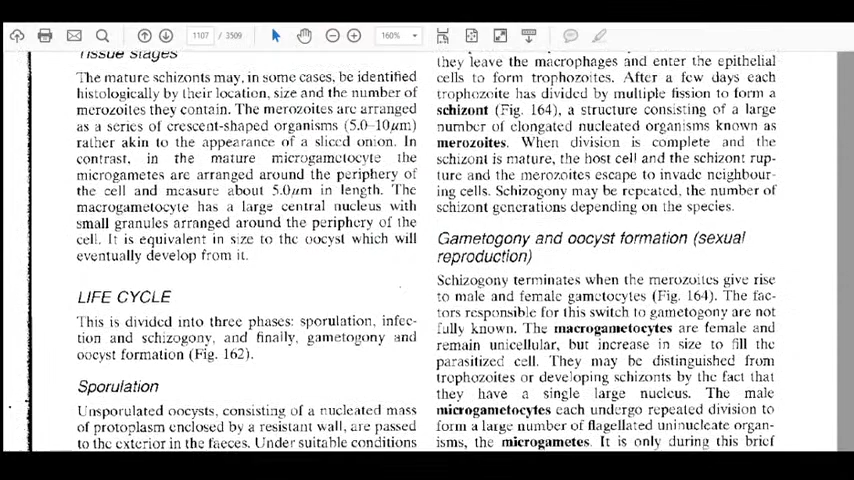 1107 / 3509
160%
Tissue stages
The mature schizonts may, in some cases, be identified
histologically by their location, size and the number of
merozoites they contain. The merozoites are arranged
as a series of crescent-shaped organisms (5.0–10μm)
rather akin to the appearance of a sliced onion. In
contrast, in the mature microgametocyte the
microgametes are arranged around the periphery of
the cell and measure about 5.0μm in length. The
macrogametocyte has a large central nucleus with
small granules arranged around the periphery of the
cell. It is equivalent in size to the oocyst which will
eventually develop from it.
LIFE CYCLE
This is divided into three phases: sporulation, infec-
tion and schizogony, and finally, gametogony and
oocyst formation (Fig. 162).
Sporulation
Unsporulated oocysts, consisting of a nucleated mass
of protoplasm enclosed by a resistant wall, are passed
to the exterior in the faeces. Under suitable conditions
they leave the macrophages and enter the epithelial
cells to form trophozoites. After a few days each
trophozoite has divided by multiple fission to form a
schizont (Fig. 164), a structure consisting of a large
number of elongated nucleated organisms known as
merozoites. When division is complete and the
schizont is mature, the host cell and the schizont rup-
ture and the merozoites escape to invade neighbour-
ing cells. Schizogony may be repeated, the number of
schizont generations depending on the species.
Gametogony and oocyst formation (sexual
reproduction)
Schizogony terminates when the merozoites give rise
to male and female gametocytes (Fig. 164). The fac-
tors responsible for this switch to gametogony are not
fully known. The macrogametocytes are female and
remain unicellular, but increase in size to fill the
parasitized cell. They may be distinguished from
trophozoites or developing schizonts by the fact that
they have a single large nucleus. The male
microgametocytes each undergo repeated division to
form a large number of flagellated uninucleate organ-
isms, the microgametes. It is only during this brief